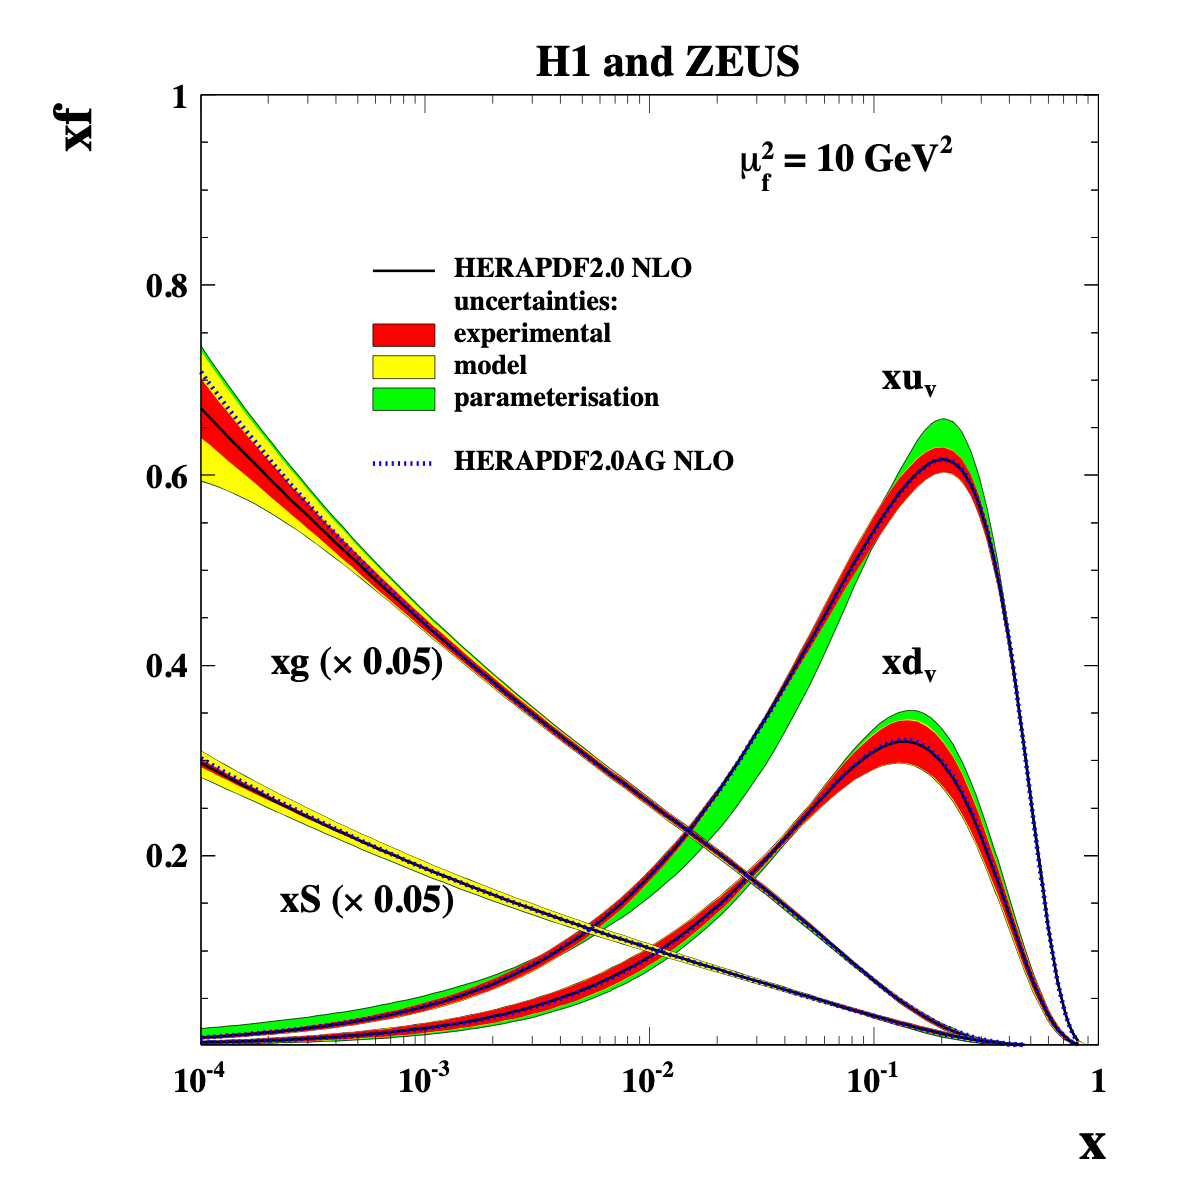 H1 and ZEUS
xf
1
μ_f^2 = 10 GeV^2
HERAPDF2.0 NLO
uncertainties:
experimental
model
parameterisation
HERAPDF2.0AG NLO
0.8
xu_v
0.6
xg (× 0.05)
0.4
xd_v
0.2
xS (× 0.05)
10^-4 10^-3 10^-2 10^-1 1
x